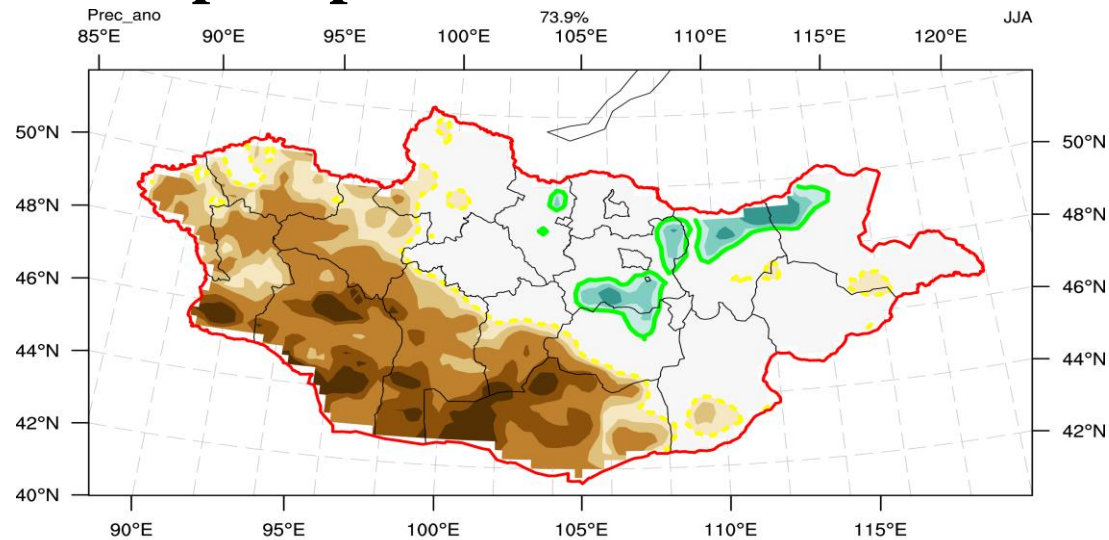 Prec_ano 73.9% JJA
85°E 90°E 95°E 100°E 105°E 110°E 115°E 120°E
50°N 50°N
48°N 48°N
46°N 46°N
44°N 44°N
42°N 42°N
40°N
90°E 95°E 100°E 105°E 110°E 115°E